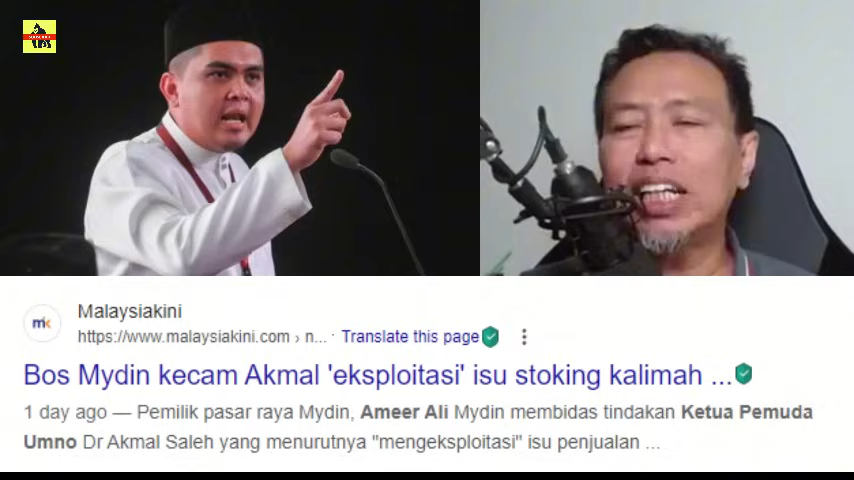 Malaysiakini
mk
https://www.malaysiakini.com › n... · Translate this page
Bos Mydin kecam Akmal 'eksploitasi' isu stoking kalimah ...
1 day ago — Pemilik pasar raya Mydin, Ameer Ali Mydin membidas tindakan Ketua Pemuda
Umno Dr Akmal Saleh yang menurutnya "mengeksploitasi" isu penjualan ...